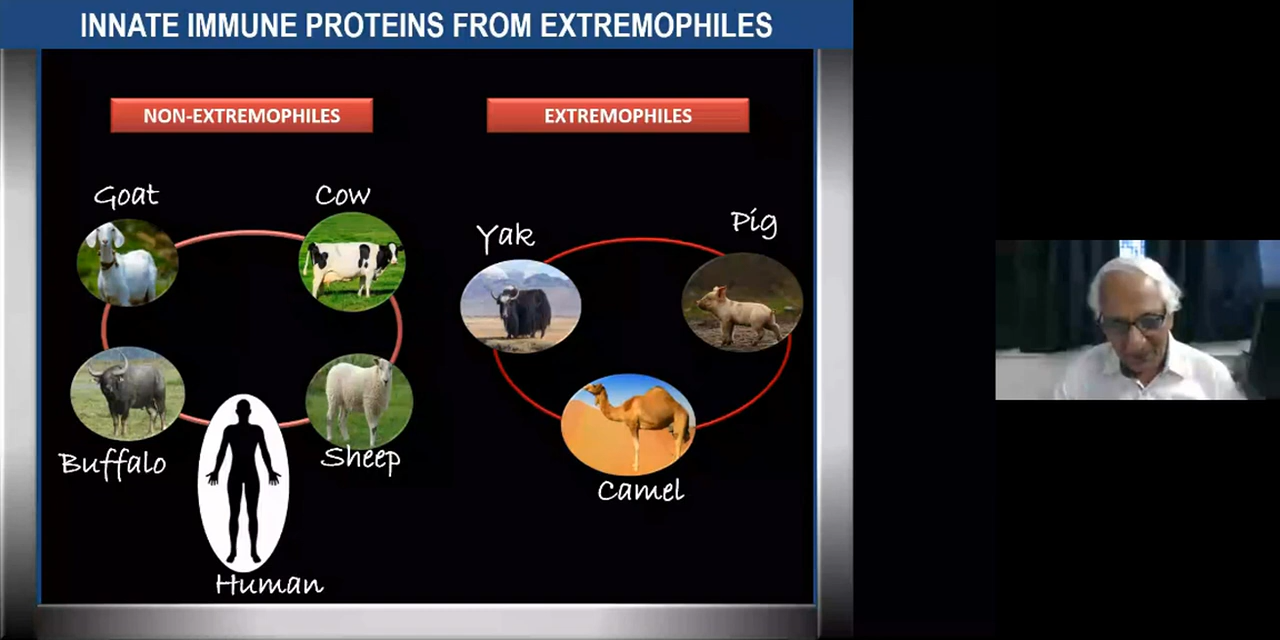 INNATE IMMUNE PROTEINS FROM EXTREMOPHILES
NON-EXTREMOPHILES
EXTREMOPHILES
Goat
Cow
Buffalo
Sheep
Human
Yak
Pig
Camel